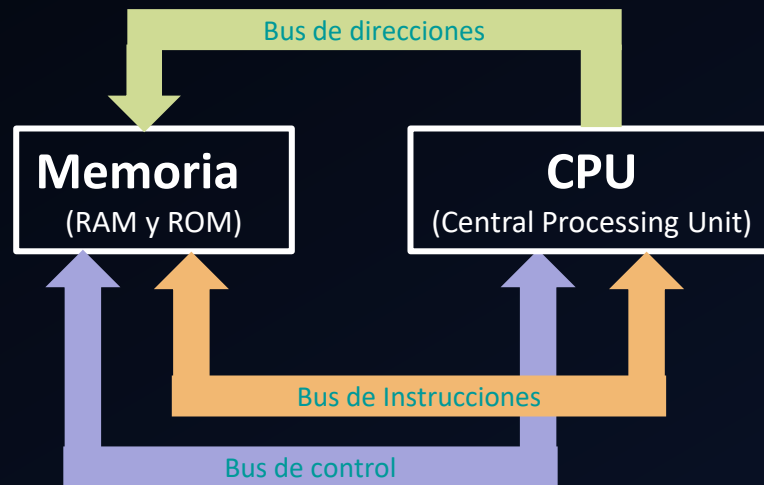 Bus de direcciones
Memoria
(RAM y ROM)
CPU
(Central Processing Unit)
Bus de Instrucciones
Bus de control